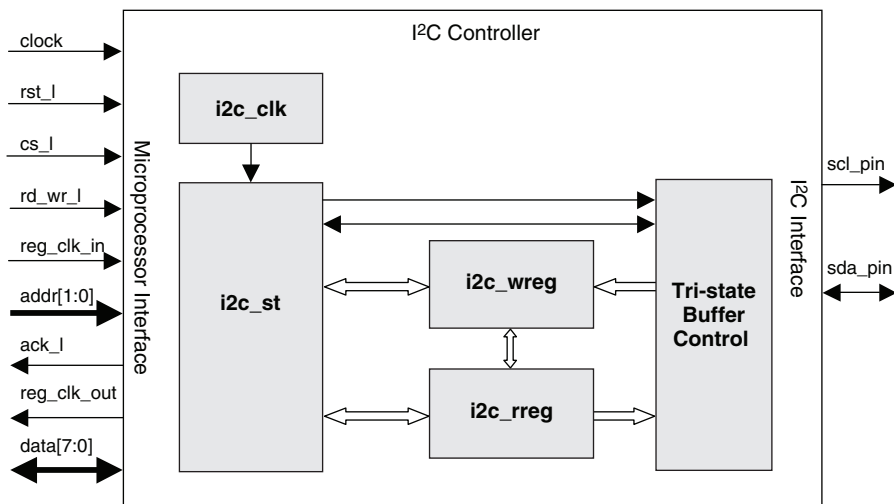 I²C Controller
clock
rst_l
cs_l
rd_wr_l
reg_clk_in
addr[1:0]
ack_l
reg_clk_out
data[7:0]
Microprocessor Interface
i2c_clk
i2c_st
i2c_wreg
i2c_rreg
Tri-state
Buffer
Control
I²C Interface
scl_pin
sda_pin